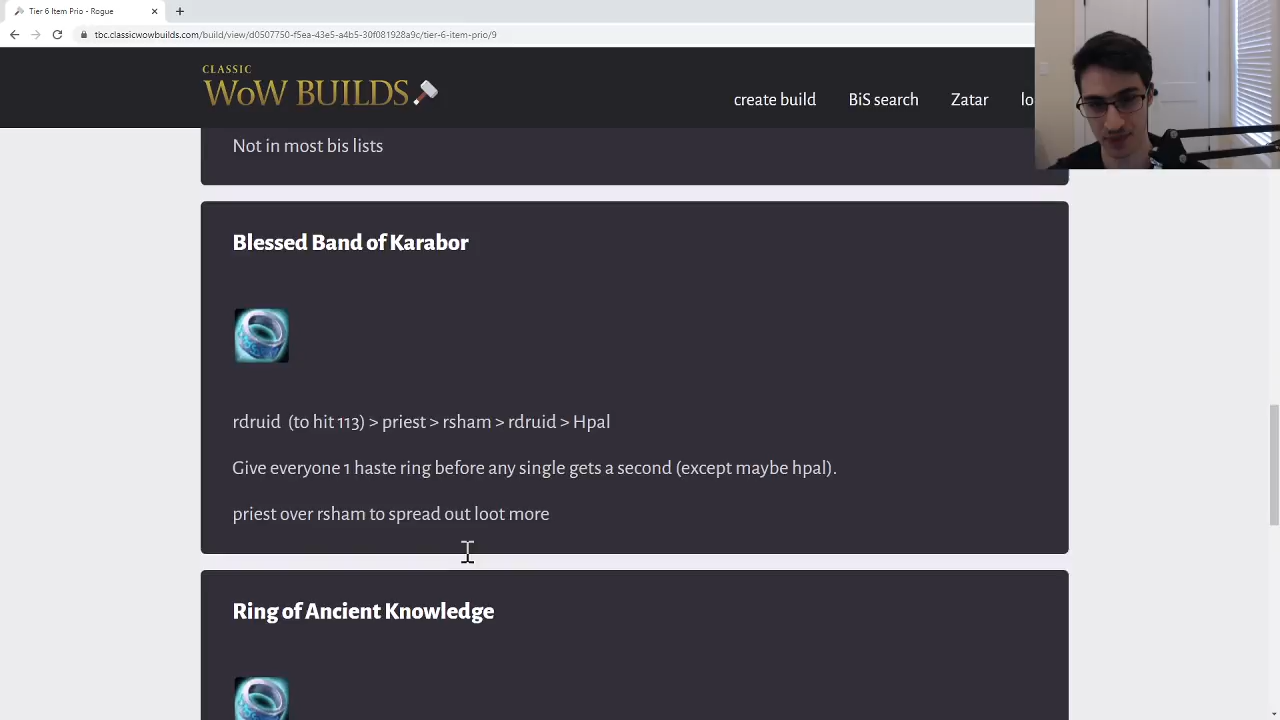 Tier 6 Item Prio - Rogue
tbc.classicwowbuilds.com/build/view/d0507750-f5ea-43e5-a4b5-30f081928a9c/tier-6-item-prio/9
CLASSIC
WoW BUILDS
create build
BiS search
Zatar
lo
Not in most bis lists
Blessed Band of Karabor
rdruid (to hit 113) > priest > rsham > rdruid > Hpal
Give everyone 1 haste ring before any single gets a second (except maybe hpal).
priest over rsham to spread out loot more
Ring of Ancient Knowledge